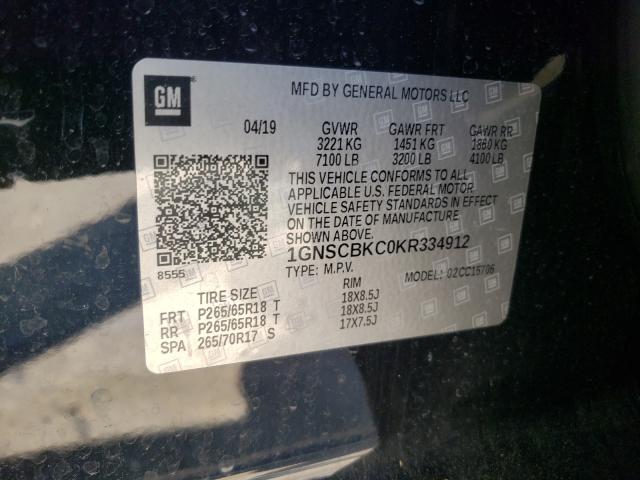 GM
MFD BY GENERAL MOTORS LLC
04/19 GVWR GAWR FRT GAWR RR
3221 KG 1451 KG 1860 KG
7100 LB 3200 LB 4100 LB
THIS VEHICLE CONFORMS TO ALL
APPLICABLE U.S. FEDERAL MOTOR
VEHICLE SAFETY STANDARDS IN EFFECT
ON THE DATE OF MANUFACTURE
SHOWN ABOVE.
8555
1GNSCBKC0KR334912
TYPE: M.P.V. MODEL: 02CC15706
TIRE SIZE RIM
FRT P265/65R18 T 18X8.5J
RR P265/65R18 T 18X8.5J
SPA 265/70R17 S 17X7.5J